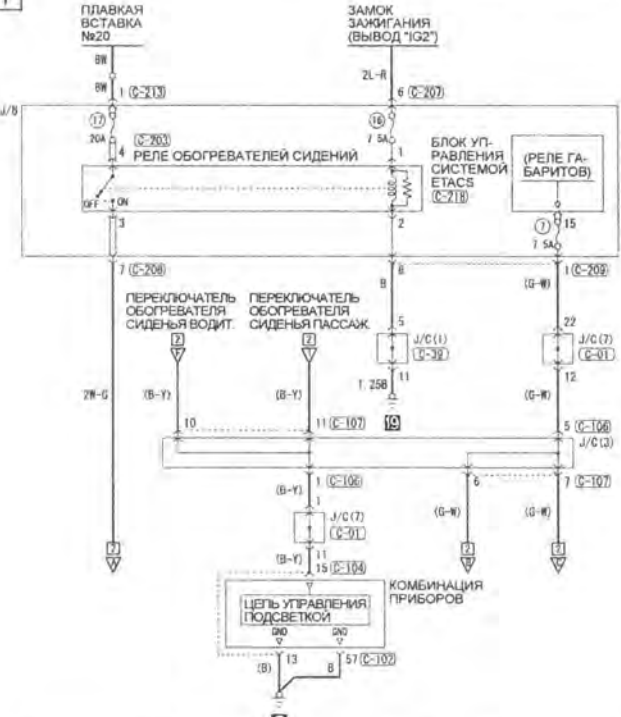 ПЛАВКАЯ
ВСТАВКА
№20
ЗАМОК
ЗАЖИГАНИЯ
(ВЫВОД "IG2")
BW
2L-R
BW
1 (C-213)
6 (C-207)
J/B
17
16
20A
C-203
7 5A
4
1
РЕЛЕ ОБОГРЕВАТЕЛЕЙ СИДЕНИЙ
БЛОК УП-
РАВЛЕНИЯ
СИСТЕМОЙ
ETACS
C-218
(РЕЛЕ ГА-
БАРИТОВ)
OFF
ON
3
2
7
15
7 5A
7 (C-208)
8
1 (C-209)
B
(G-W)
ПЕРЕКЛЮЧАТЕЛЬ
ОБОГРЕВАТЕЛЯ
СИДЕНЬЯ ВОДИТ.
ПЕРЕКЛЮЧАТЕЛЬ
ОБОГРЕВАТЕЛЯ
СИДЕНЬЯ ПАССАЖ.
2
2
5
22
J/C(1)
C-39
J/C(7)
C-01
11
12
2W-G
(B-Y)
(B-Y)
1. 25B
(G-W)
19
10
11 (C-107)
5 (C-106)
J/C(3)
1 (C-106)
6
7 (C-107)
(B-Y)
1
J/C(7)
C-01
(G-W)
(G-W)
11
(B-Y)
15 (C-104)
2
A
2
B
2
C
КОМБИНАЦИЯ
ПРИБОРОВ
ЦЕПЬ УПРАВЛЕНИЯ
ПОДСВЕТКОЙ
GND
GND
13
57 (C-102)
(B)
B